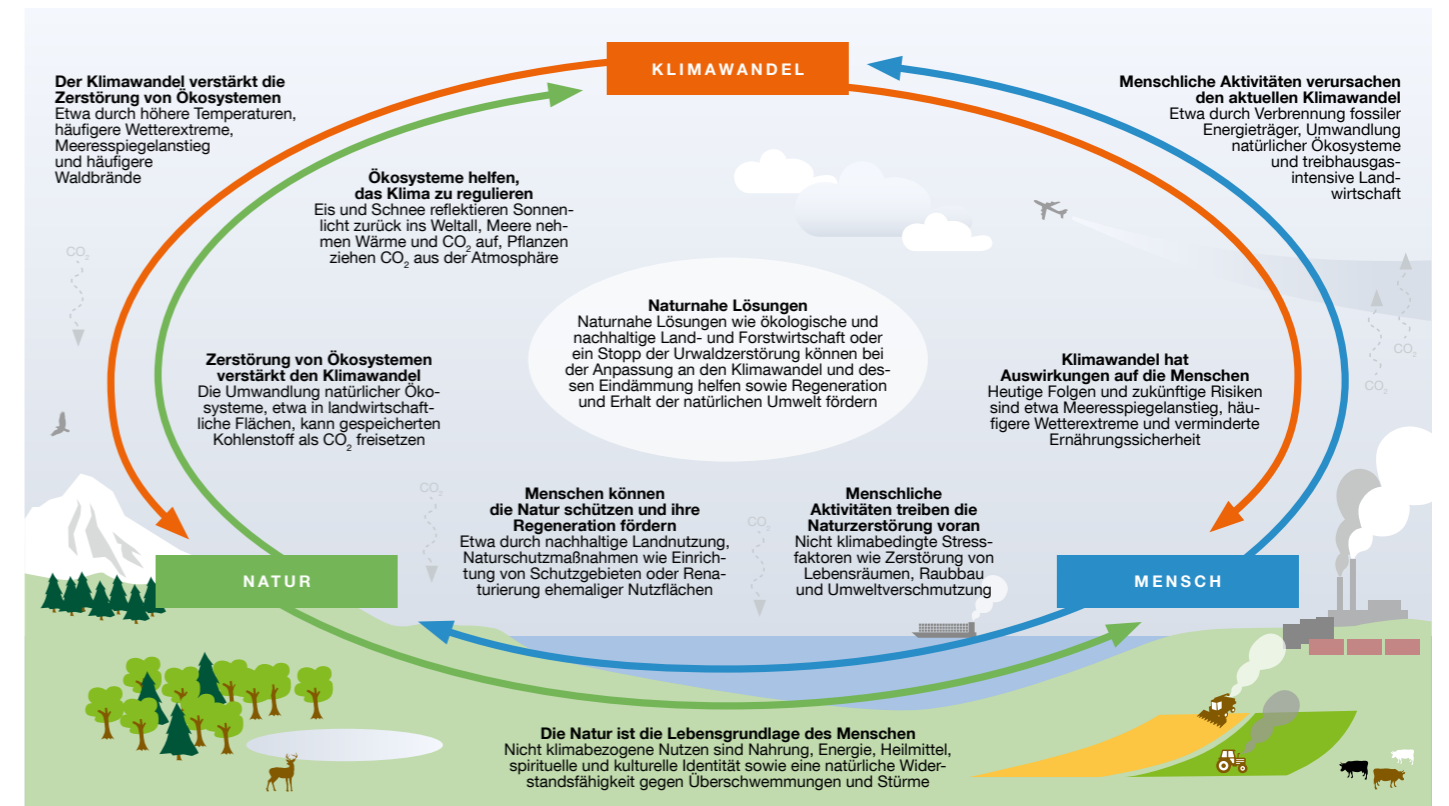 KLIMAWANDEL
Der Klimawandel verstärkt die
Zerstörung von Ökosystemen
Etwa durch höhere Temperaturen,
häufigere Wetterextreme,
Meeresspiegelanstieg
und häufigere
Waldbrände
Menschliche Aktivitäten verursachen
den aktuellen Klimawandel
Etwa durch Verbrennung fossiler
Energieträger, Umwandlung
natürlicher Ökosysteme
und treibhausgas-
intensive Land-
wirtschaft
Ökosysteme helfen,
das Klima zu regulieren
Eis und Schnee reflektieren Sonnen-
licht zurück ins Weltall, Meere neh-
men Wärme und CO₂ auf, Pflanzen
ziehen CO₂ aus der Atmosphäre
CO₂
Naturnahe Lösungen
Naturnahe Lösungen wie ökologische und
nachhaltige Land- und Forstwirtschaft oder
ein Stopp der Urwaldzerstörung können bei
der Anpassung an den Klimawandel und des-
sen Eindämmung helfen sowie Regeneration
und Erhalt der natürlichen Umwelt fördern
Zerstörung von Ökosystemen
verstärkt den Klimawandel
Die Umwandlung natürlicher Öko-
systeme, etwa in landwirtschaft-
liche Flächen, kann gespeicherten
Kohlenstoff als CO₂ freisetzen
Klimawandel hat
Auswirkungen auf die Menschen
Heutige Folgen und zukünftige Risiken
sind etwa Meeresspiegelanstieg, häu-
figere Wetterextreme und verminderte
Ernährungssicherheit
CO₂
CO₂
CO₂
Menschen können
die Natur schützen und ihre
Regeneration fördern
Etwa durch nachhaltige Landnutzung,
Naturschutzmaßnahmen wie Einrich-
tung von Schutzgebieten oder Rena-
turierung ehemaliger Nutzflächen
CO₂
Menschliche
Aktivitäten treiben die
Naturzerstörung voran
Nicht klimabedingte Stress-
faktoren wie Zerstörung von
Lebensräumen, Raubbau
und Umweltverschmutzung
NATUR
MENSCH
Die Natur ist die Lebensgrundlage des Menschen
Nicht klimabezogene Nutzen sind Nahrung, Energie, Heilmittel,
spirituelle und kulturelle Identität sowie eine natürliche Wider-
standsfähigkeit gegen Überschwemmungen und Stürme